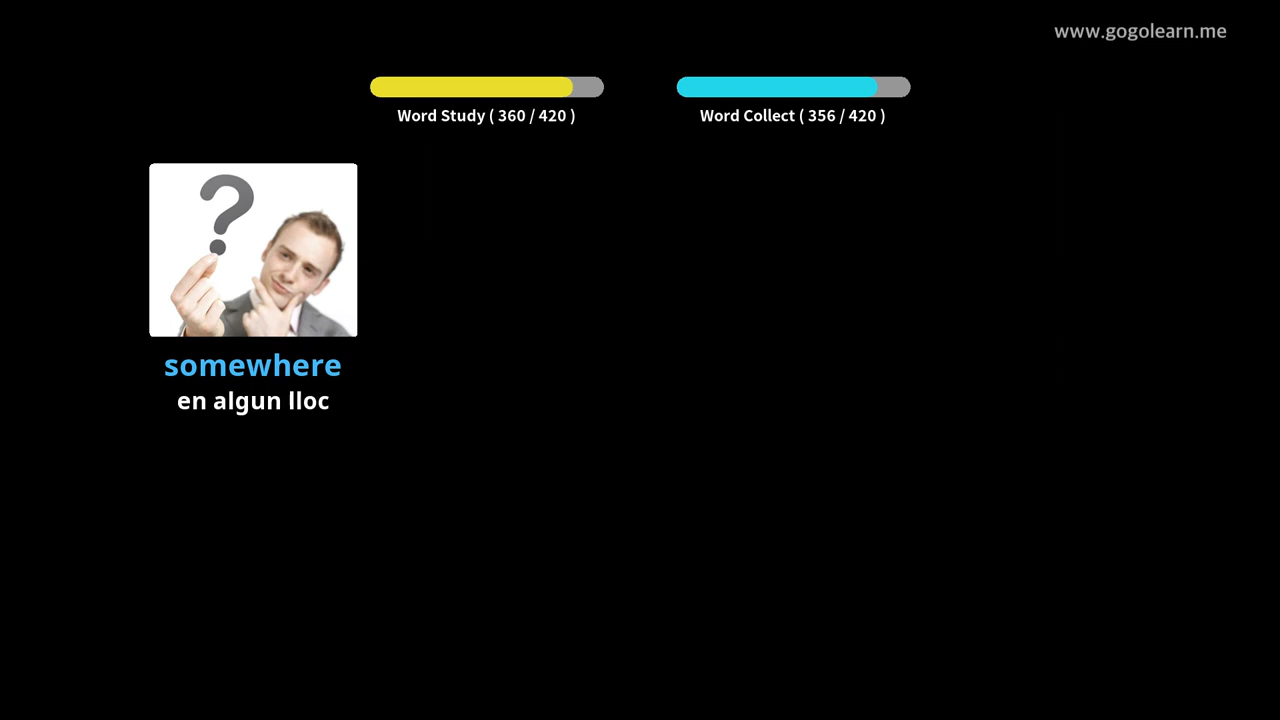 www.gogolearn.me
Word Study ( 360 / 420 )
Word Collect ( 356 / 420 )
?
somewhere
en algun lloc